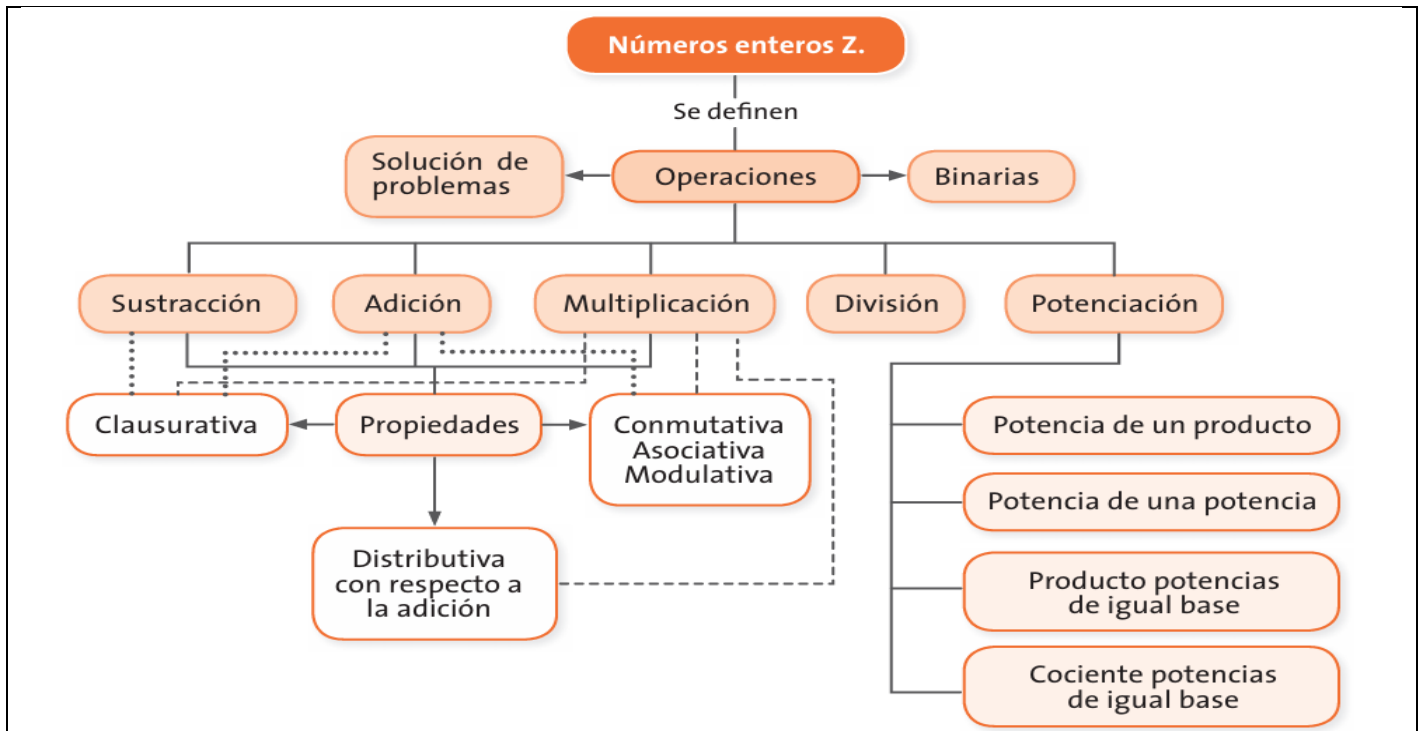 Números enteros Z.
Se definen
Solución de
problemas
Operaciones
Binarias
Sustracción
Adición
Multiplicación
División
Potenciación
Clausurativa
Propiedades
Conmutativa
Asociativa
Modulativa
Distributiva
con respecto a
la adición
Potencia de un producto
Potencia de una potencia
Producto potencias
de igual base
Cociente potencias
de igual base